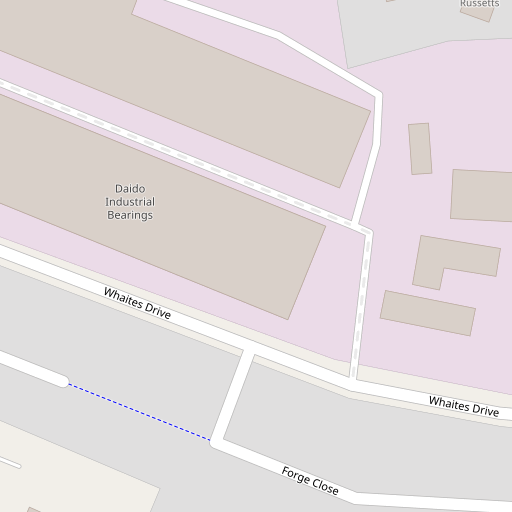 Russetts
Daido
Industrial
Bearings
Whaites Drive
Whaites Drive
Forge Close